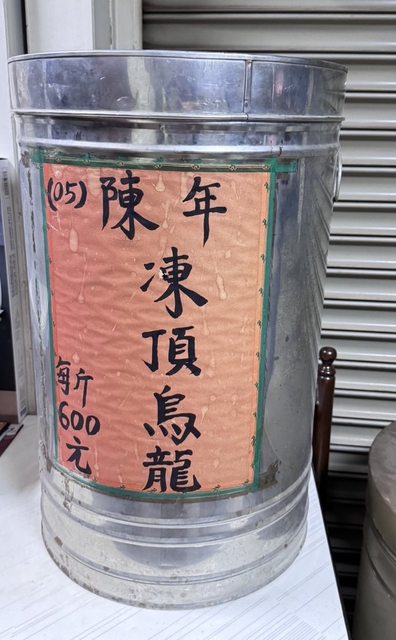 (05) 陳年
凍頂烏龍
每斤
600
元